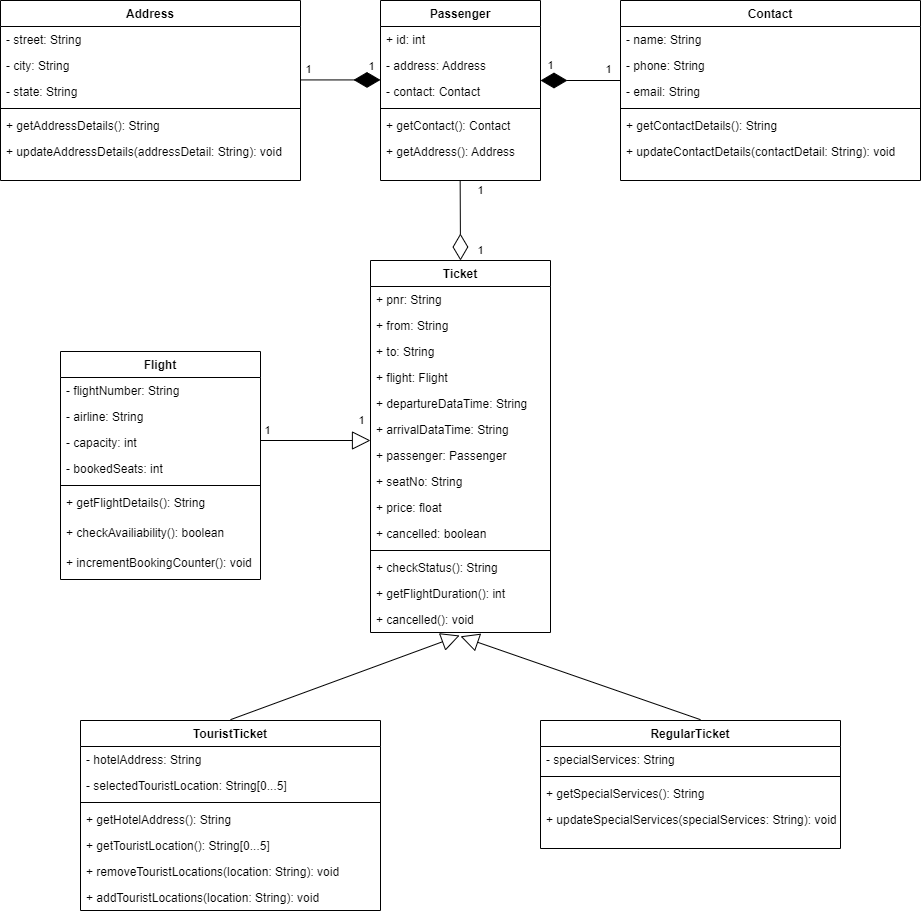 Address
- street: String
- city: String
- state: String
+ getAddressDetails(): String
+ updateAddressDetails(addressDetail: String): void
1
1
Passenger
+ id: int
- address: Address
- contact: Contact
+ getContact(): Contact
+ getAddress(): Address
1
1
Contact
- name: String
- phone: String
- email: String
+ getContactDetails(): String
+ updateContactDetails(contactDetail: String): void
1
1
Ticket
+ pnr: String
+ from: String
+ to: String
+ flight: Flight
+ departureDataTime: String
+ arrivalDataTime: String
+ passenger: Passenger
+ seatNo: String
+ price: float
+ cancelled: boolean
+ checkStatus(): String
+ getFlightDuration(): int
+ cancelled(): void
Flight
- flightNumber: String
- airline: String
- capacity: int
- bookedSeats: int
+ getFlightDetails(): String
+ checkAvailiability(): boolean
+ incrementBookingCounter(): void
1
1
TouristTicket
- hotelAddress: String
- selectedTouristLocation: String[0...5]
+ getHotelAddress(): String
+ getTouristLocation(): String[0...5]
+ removeTouristLocations(location: String): void
+ addTouristLocations(location: String): void
RegularTicket
- specialServices: String
+ getSpecialServices(): String
+ updateSpecialServices(specialServices: String): void